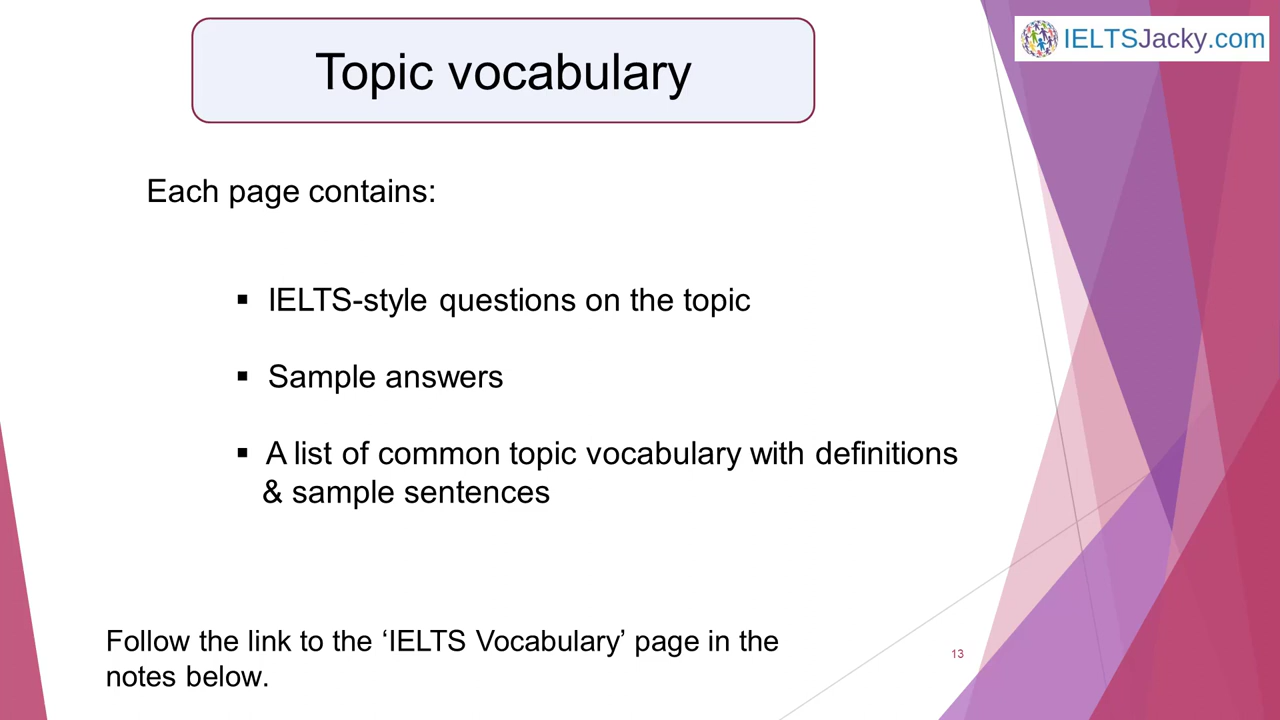 IELTSJacky.com
Topic vocabulary
Each page contains:
▪ IELTS-style questions on the topic
▪ Sample answers
▪ A list of common topic vocabulary with definitions
& sample sentences
Follow the link to the ‘IELTS Vocabulary’ page in the
notes below.
13